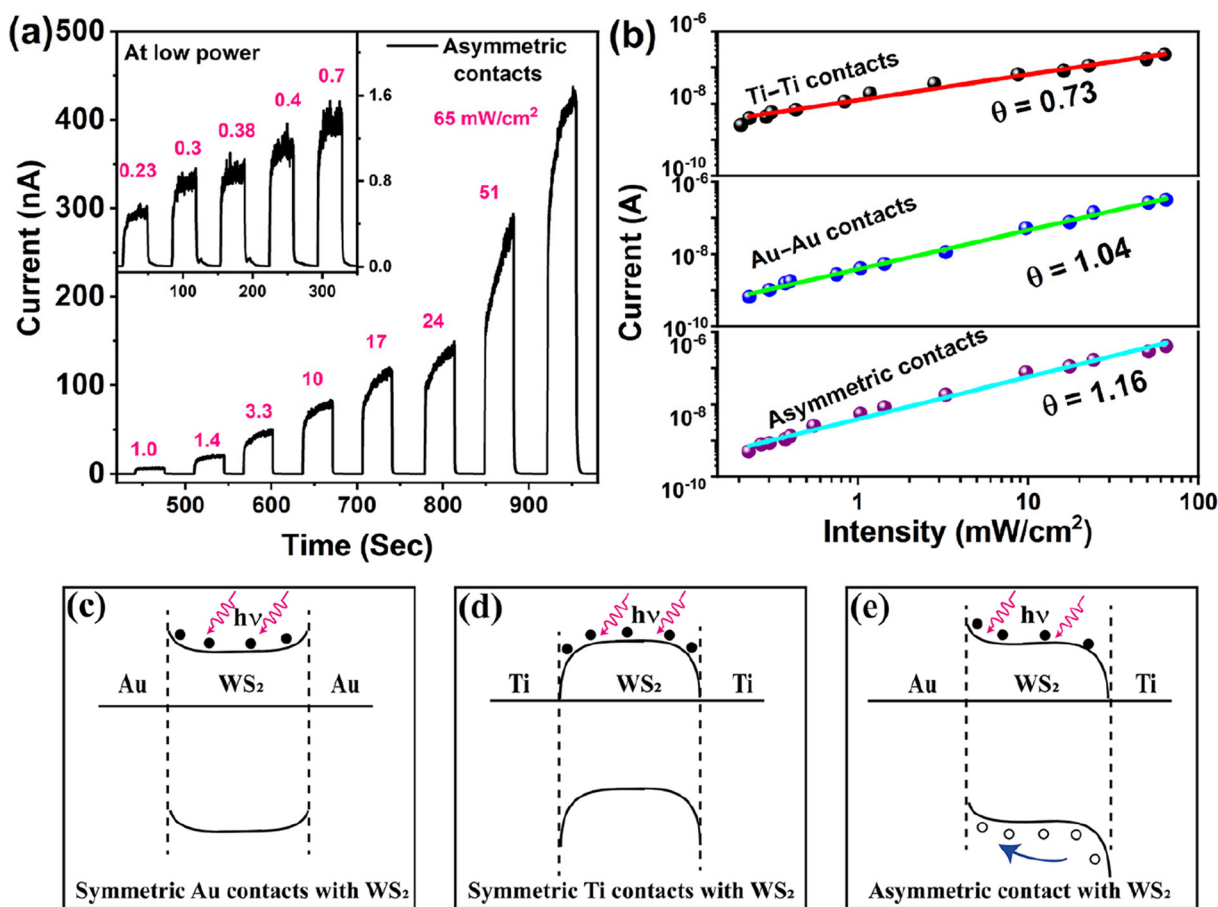 (a)
500
400
300
200
100
0
Current (nA)
500
600
700
800
900
Time (Sec)
At low power
0.23
0.3
0.38
0.4
0.7
1.6
0.8
0.0
100
200
300
Asymmetric
contacts
65 mW/cm²
51
24
17
10
3.3
1.4
1.0
(b)
10⁻⁶
10⁻⁸
10⁻¹⁰
Ti–Ti contacts
θ = 0.73
10⁻⁶
10⁻⁸
10⁻¹⁰
Au–Au contacts
θ = 1.04
10⁻⁶
10⁻⁸
10⁻¹⁰
Asymmetric contacts
θ = 1.16
Current (A)
1
10
100
Intensity (mW/cm²)
(c)
hν
Au
WS₂
Au
Symmetric Au contacts with WS₂
(d)
hν
Ti
WS₂
Ti
Symmetric Ti contacts with WS₂
(e)
hν
Au
WS₂
Ti
Asymmetric contact with WS₂